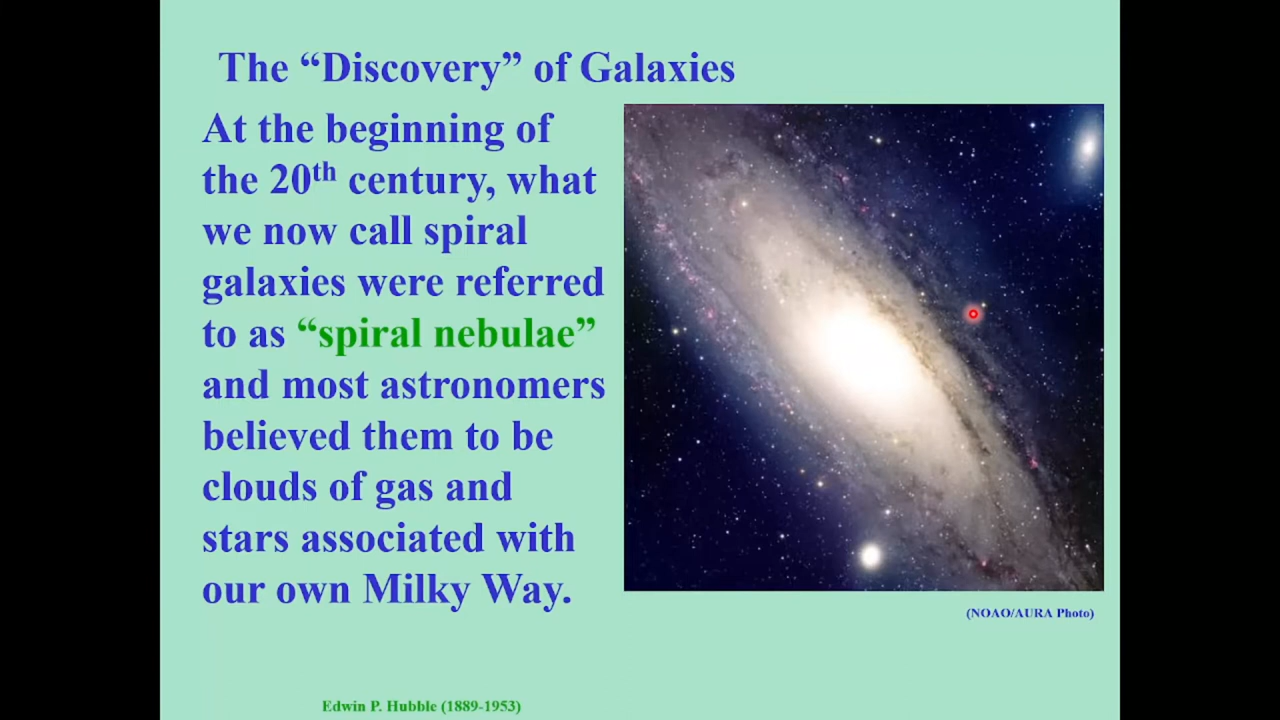 The “Discovery” of Galaxies
At the beginning of
the 20th century, what
we now call spiral
galaxies were referred
to as “spiral nebulae”
and most astronomers
believed them to be
clouds of gas and
stars associated with
our own Milky Way.
(NOAO/AURA Photo)
Edwin P. Hubble (1889-1953)